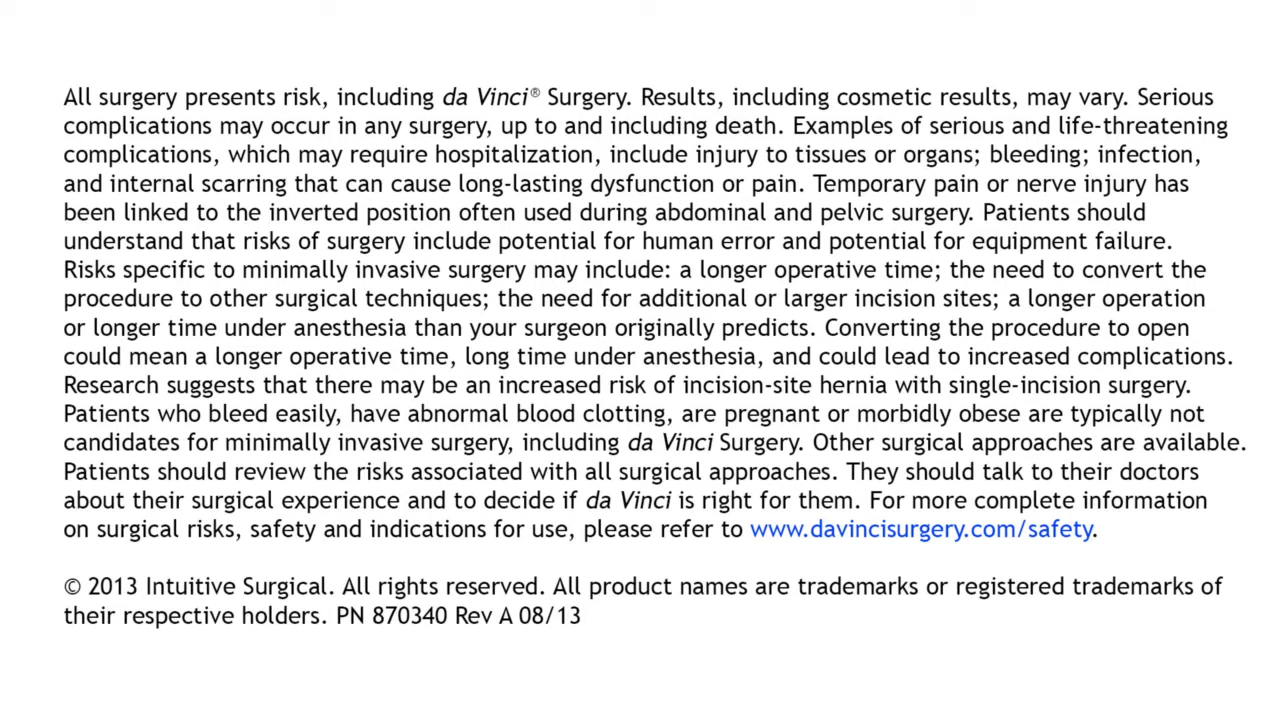 All surgery presents risk, including da Vinci® Surgery. Results, including cosmetic results, may vary. Serious
complications may occur in any surgery, up to and including death. Examples of serious and life-threatening
complications, which may require hospitalization, include injury to tissues or organs; bleeding; infection,
and internal scarring that can cause long-lasting dysfunction or pain. Temporary pain or nerve injury has
been linked to the inverted position often used during abdominal and pelvic surgery. Patients should
understand that risks of surgery include potential for human error and potential for equipment failure.
Risks specific to minimally invasive surgery may include: a longer operative time; the need to convert the
procedure to other surgical techniques; the need for additional or larger incision sites; a longer operation
or longer time under anesthesia than your surgeon originally predicts. Converting the procedure to open
could mean a longer operative time, long time under anesthesia, and could lead to increased complications.
Research suggests that there may be an increased risk of incision-site hernia with single-incision surgery.
Patients who bleed easily, have abnormal blood clotting, are pregnant or morbidly obese are typically not
candidates for minimally invasive surgery, including da Vinci Surgery. Other surgical approaches are available.
Patients should review the risks associated with all surgical approaches. They should talk to their doctors
about their surgical experience and to decide if da Vinci is right for them. For more complete information
on surgical risks, safety and indications for use, please refer to www.davincisurgery.com/safety.
© 2013 Intuitive Surgical. All rights reserved. All product names are trademarks or registered trademarks of
their respective holders. PN 870340 Rev A 08/13